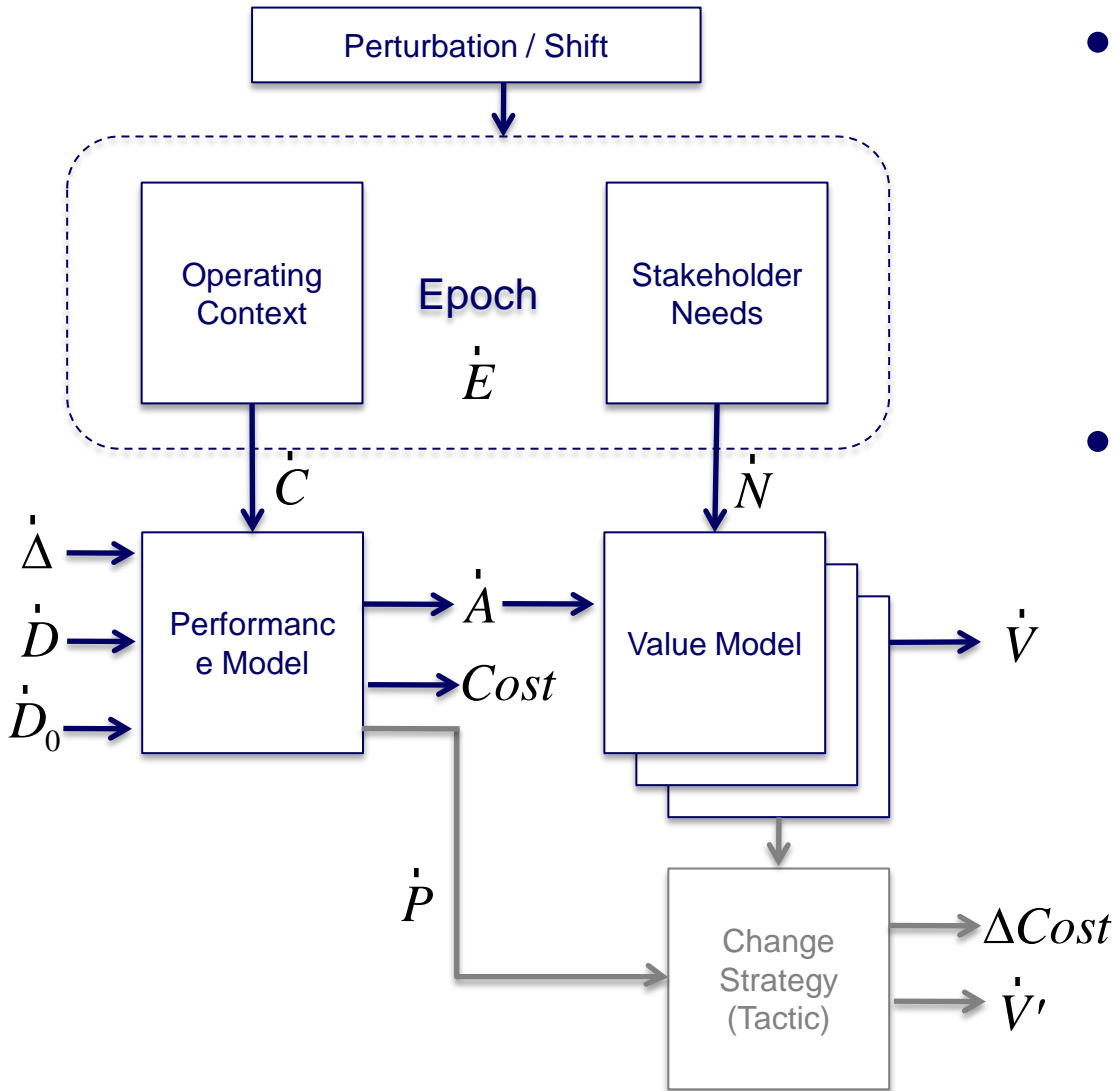 Perturbation / Shift
•
Operating
Context
Epoch
Stakeholder
Needs
Ė
•
Ċ
Ṅ
Δ̇
Ḋ
Ḋ₀
Performanc
e Model
Ȧ
Cost
Value Model
V̇
Ṗ
Change
Strategy
(Tactic)
ΔCost
V̇'